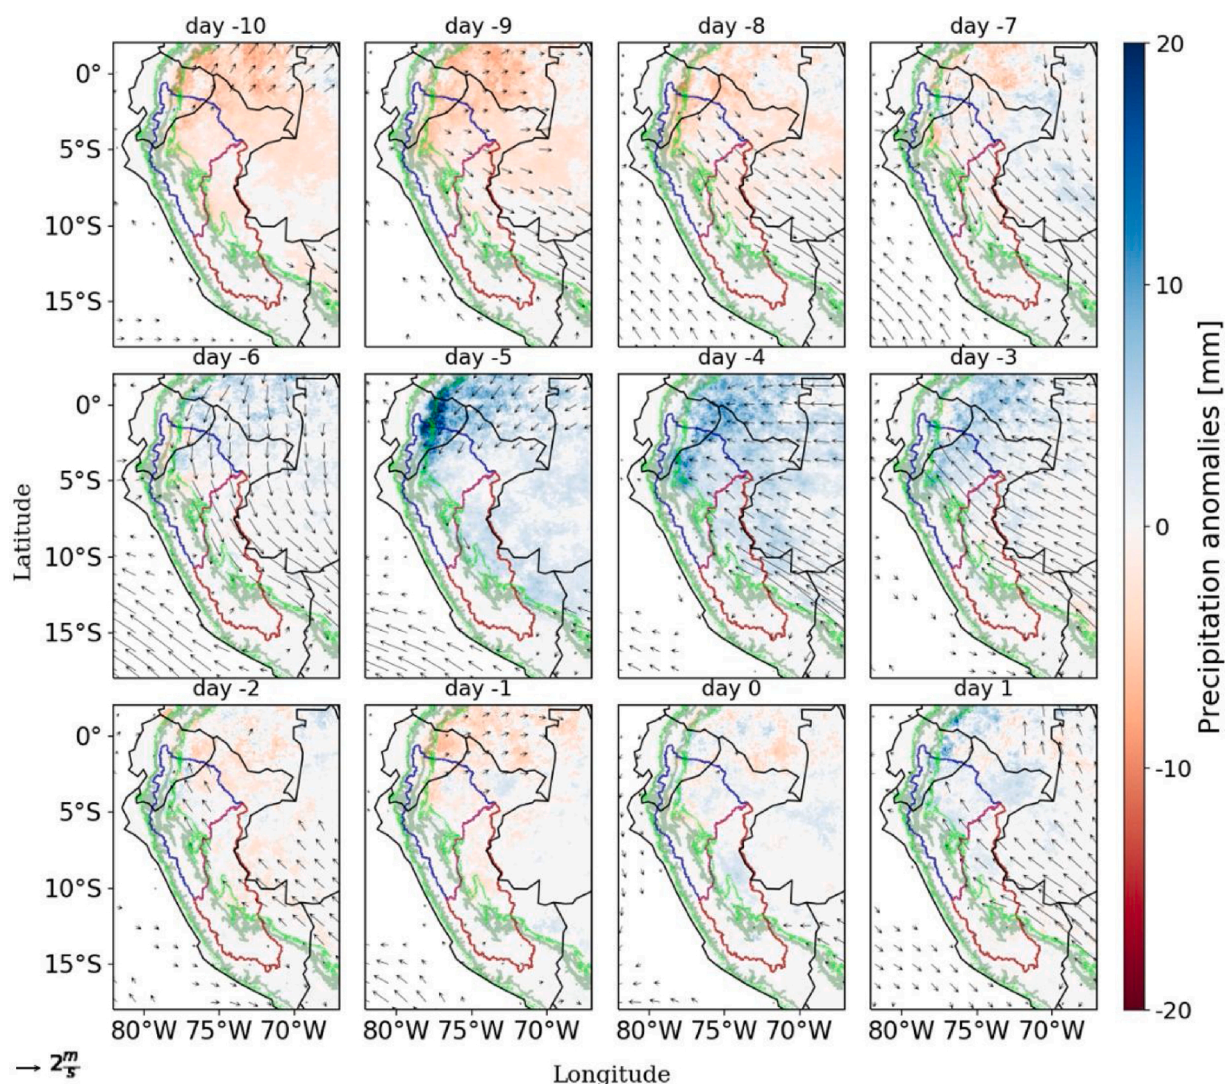 day -10 day -9 day -8 day -7
0°
5°S
10°S
15°S
day -6 day -5 day -4 day -3
0°
5°S
10°S
15°S
day -2 day -1 day 0 day 1
0°
5°S
10°S
15°S
80°W 75°W 70°W 80°W 75°W 70°W 80°W 75°W 70°W 80°W 75°W 70°W
Latitude
Longitude
2 m/s
20
10
0
-10
-20
Precipitation anomalies [mm]